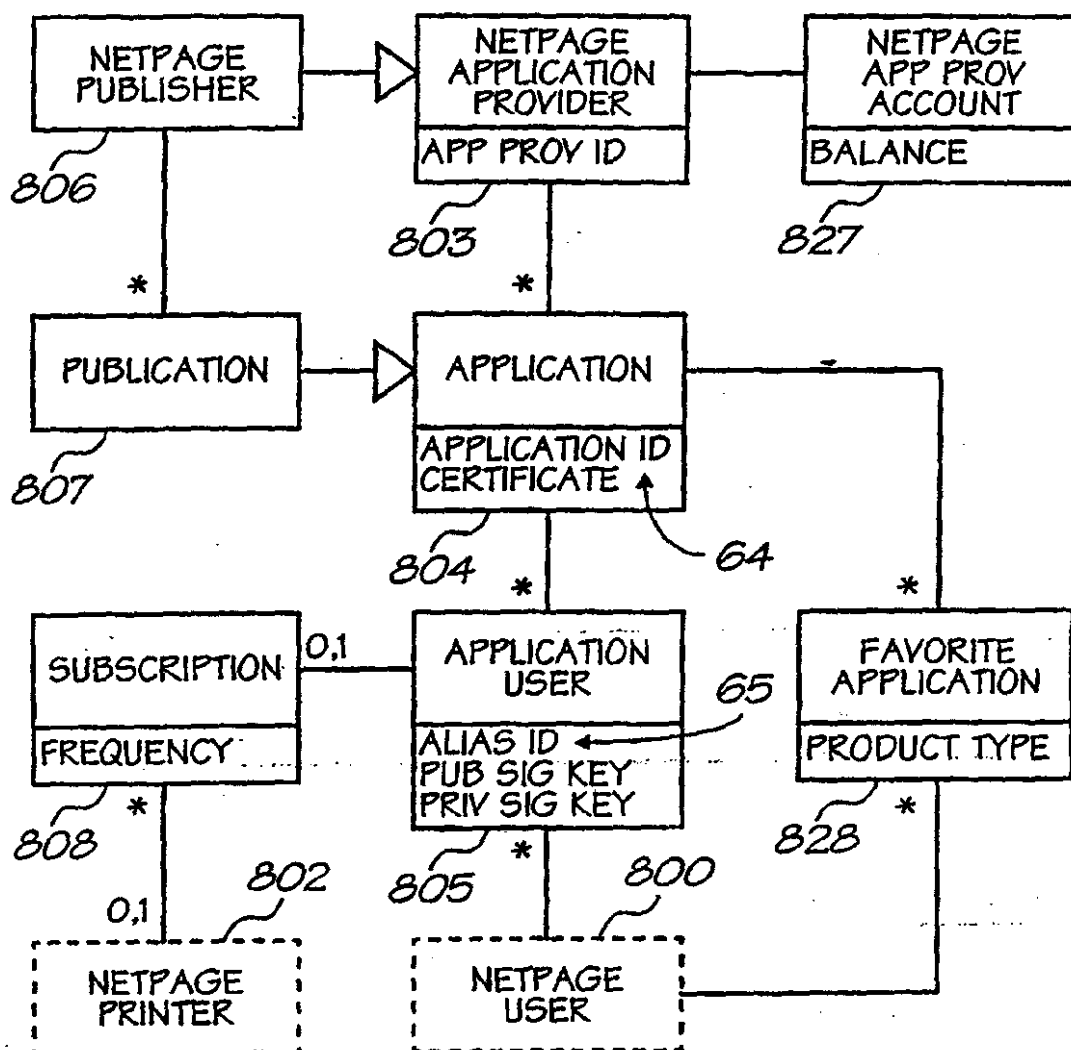 NETPAGE
PUBLISHER
NETPAGE
APPLICATION
PROVIDER
APP PROV ID
NETPAGE
APP PROV
ACCOUNT
BALANCE
806
803
827
*
*
PUBLICATION
APPLICATION
APPLICATION ID
CERTIFICATE
807
804
64
*
*
SUBSCRIPTION
0,1
FREQUENCY
APPLICATION
USER
ALIAS ID
PUB SIG KEY
PRIV SIG KEY
65
FAVORITE
APPLICATION
PRODUCT TYPE
808
*
805
*
828
*
802
800
0,1
NETPAGE
PRINTER
NETPAGE
USER